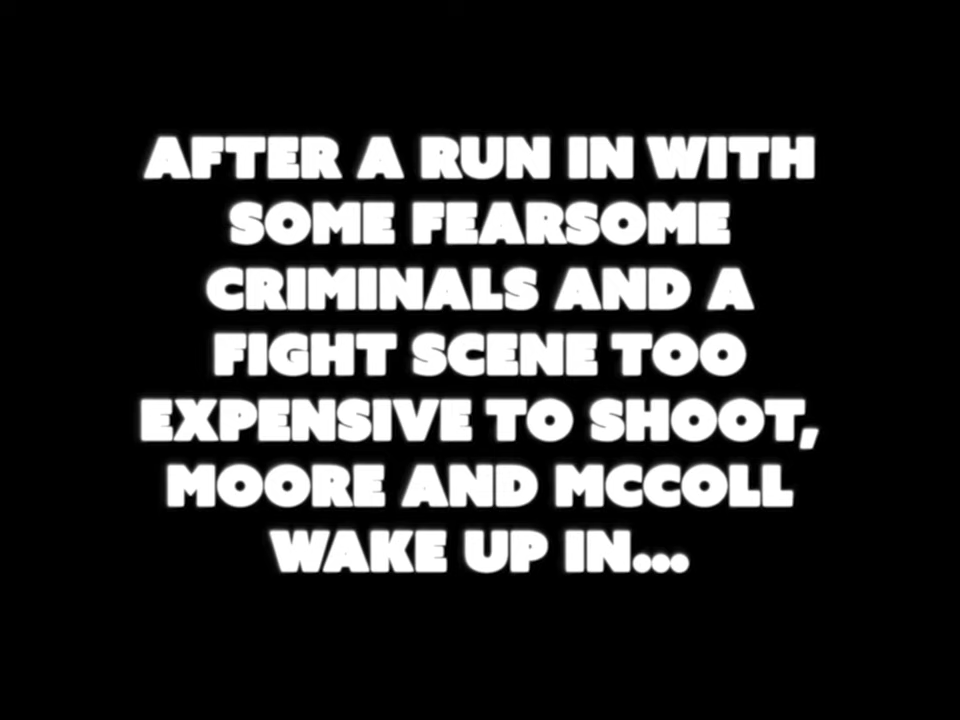 AFTER A RUN IN WITH
SOME FEARSOME
CRIMINALS AND A
FIGHT SCENE TOO
EXPENSIVE TO SHOOT,
MOORE AND MCCOLL
WAKE UP IN...